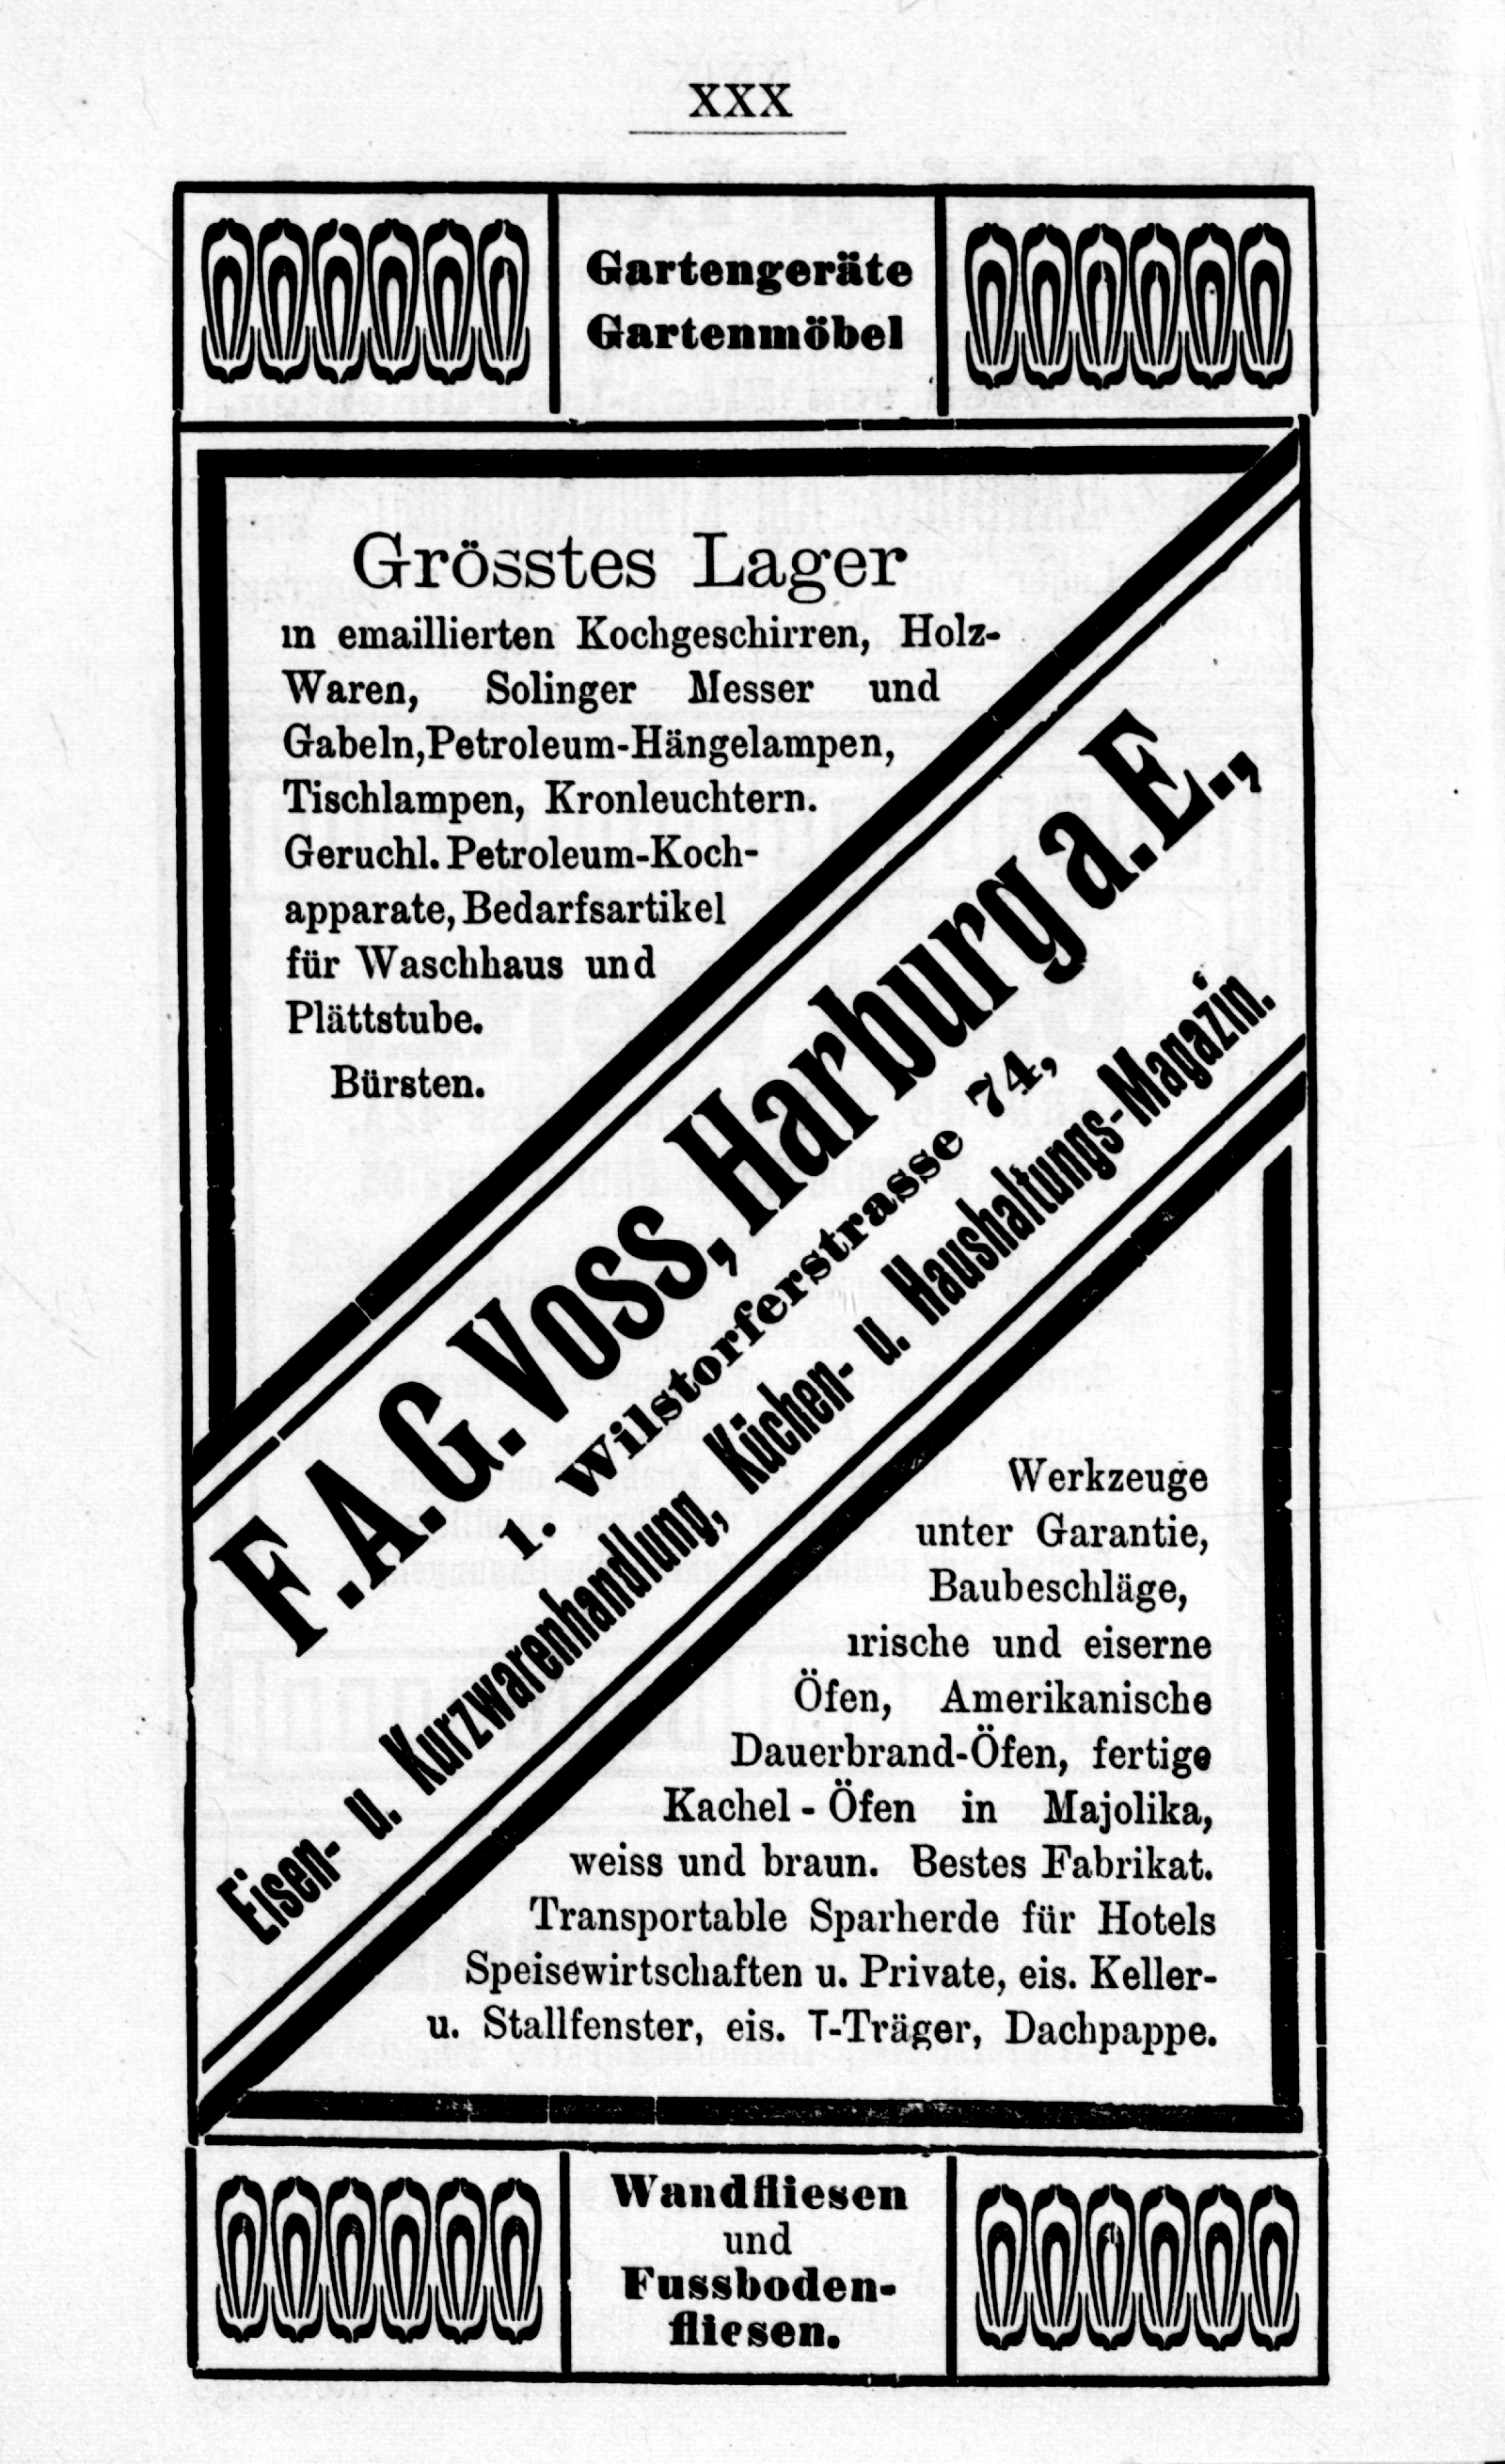 XXX
Gartengeräte
Gartenmöbel
Grösstes Lager
in emaillierten Kochgeschirren, Holz-
Waren, Solinger Messer und
Gabeln, Petroleum-Hängelampen,
Tischlampen, Kronleuchtern.
Geruchl. Petroleum-Koch-
apparate, Bedarfsartikel
für Waschhaus und
Plättstube.
Bürsten.
F. A. G. Voss, Harburg a. E.,
1. Wilstorferstrasse 74,
Eisen- u. Kurzwarenhandlung, Küchen- u. Haushaltungs-Magazin.
Werkzeuge
unter Garantie,
Baubeschläge,
irische und eiserne
Öfen, Amerikanische
Dauerbrand-Öfen, fertige
Kachel-Öfen in Majolika,
weiss und braun. Bestes Fabrikat.
Transportable Sparherde für Hotels
Speisewirtschaften u. Private, eis. Keller-
u. Stallfenster, eis. T-Träger, Dachpappe.
Wandfliesen
und
Fussboden-
fliesen.